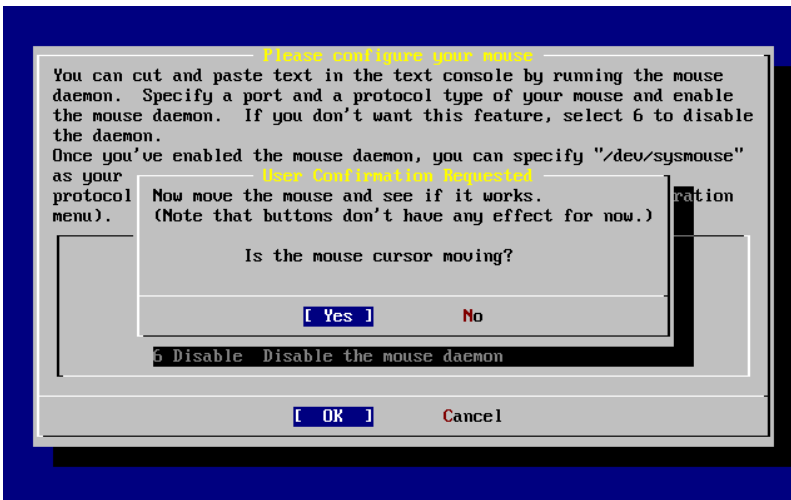 Please configure your mouse
You can cut and paste text in the text console by running the mouse
daemon.  Specify a port and a protocol type of your mouse and enable
the mouse daemon.  If you don't want this feature, select 6 to disable
the daemon.
Once you've enabled the mouse daemon, you can specify "/dev/sysmouse"
as your
User Confirmation Requested
protocol
ration
menu).
Now move the mouse and see if it works.
(Note that buttons don't have any effect for now.)
Is the mouse cursor moving?
[ Yes ] No
6 Disable  Disable the mouse daemon
[ OK ] Cancel